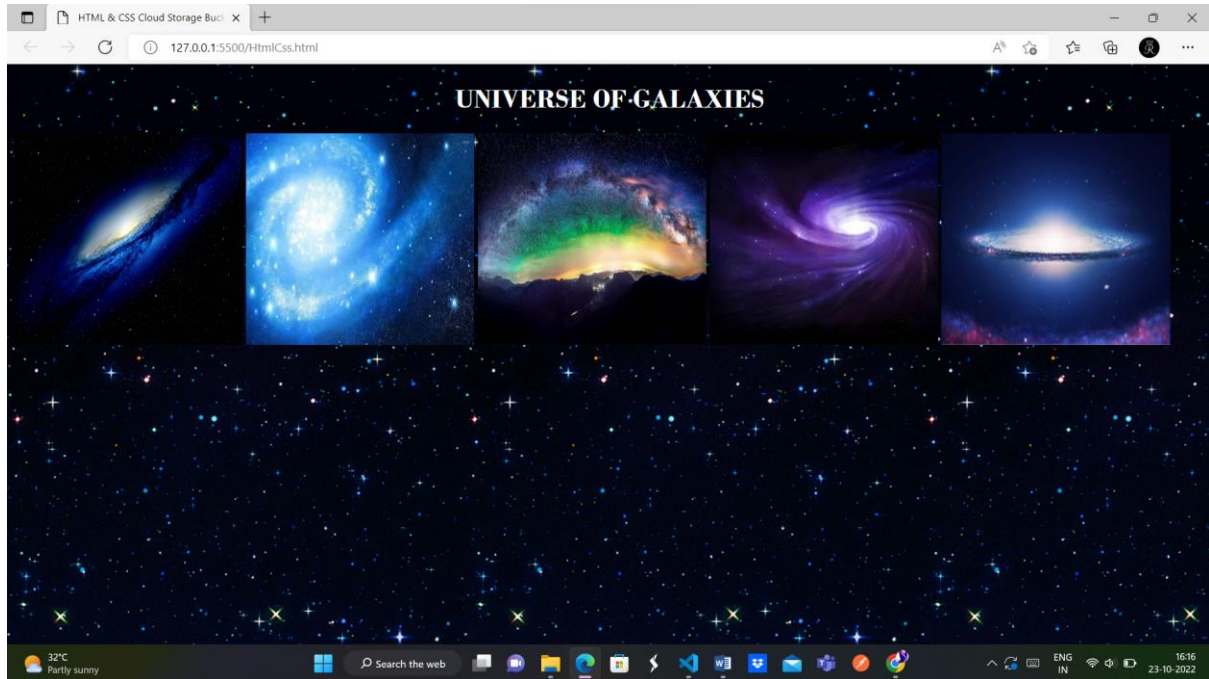 HTML & CSS Cloud Storage Buc
127.0.0.1:5500/HtmlCss.html
UNIVERSE OF GALAXIES
32°C
Partly sunny
Search the web
ENG
IN
16:16
23-10-2022